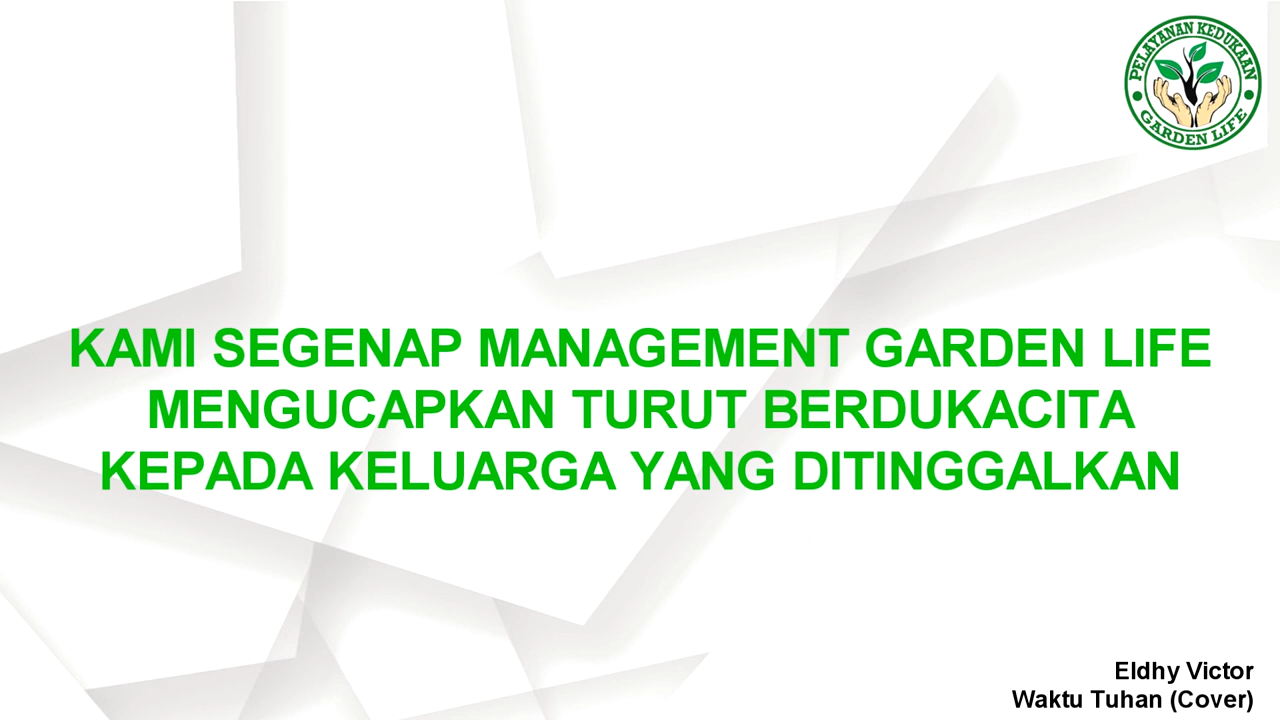 PELAYANAN KEDUKAAN
GARDEN LIFE
KAMI SEGENAP MANAGEMENT GARDEN LIFE
MENGUCAPKAN TURUT BERDUKACITA
KEPADA KELUARGA YANG DITINGGALKAN
Eldhy Victor
Waktu Tuhan (Cover)